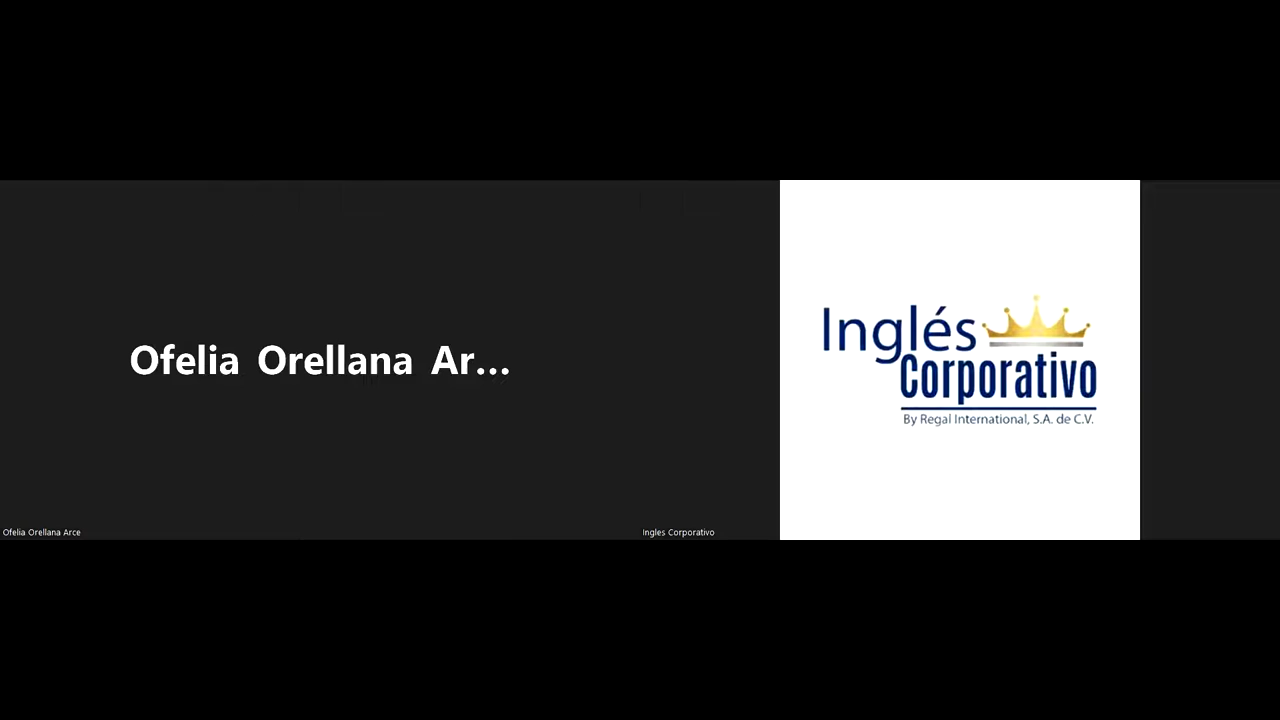 Ofelia Orellana Ar...
Ofelia Orellana Arce
Inglés
Corporativo
By Regal International, S.A. de C.V.
Ingles Corporativo